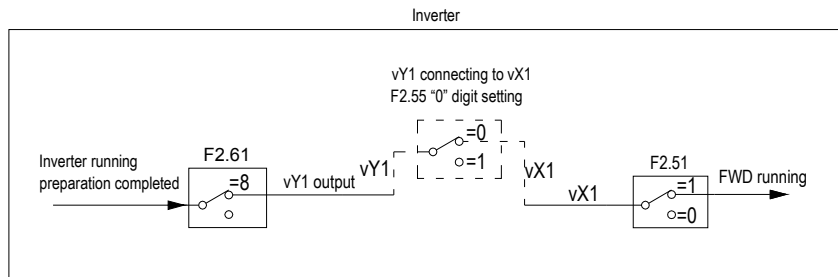 Inverter
vY1 connecting to vX1
F2.55 “0” digit setting
=0
=1
Inverter running
preparation completed
F2.61
=8
vY1 output
vY1
vX1
vX1
F2.51
=1
=0
FWD running